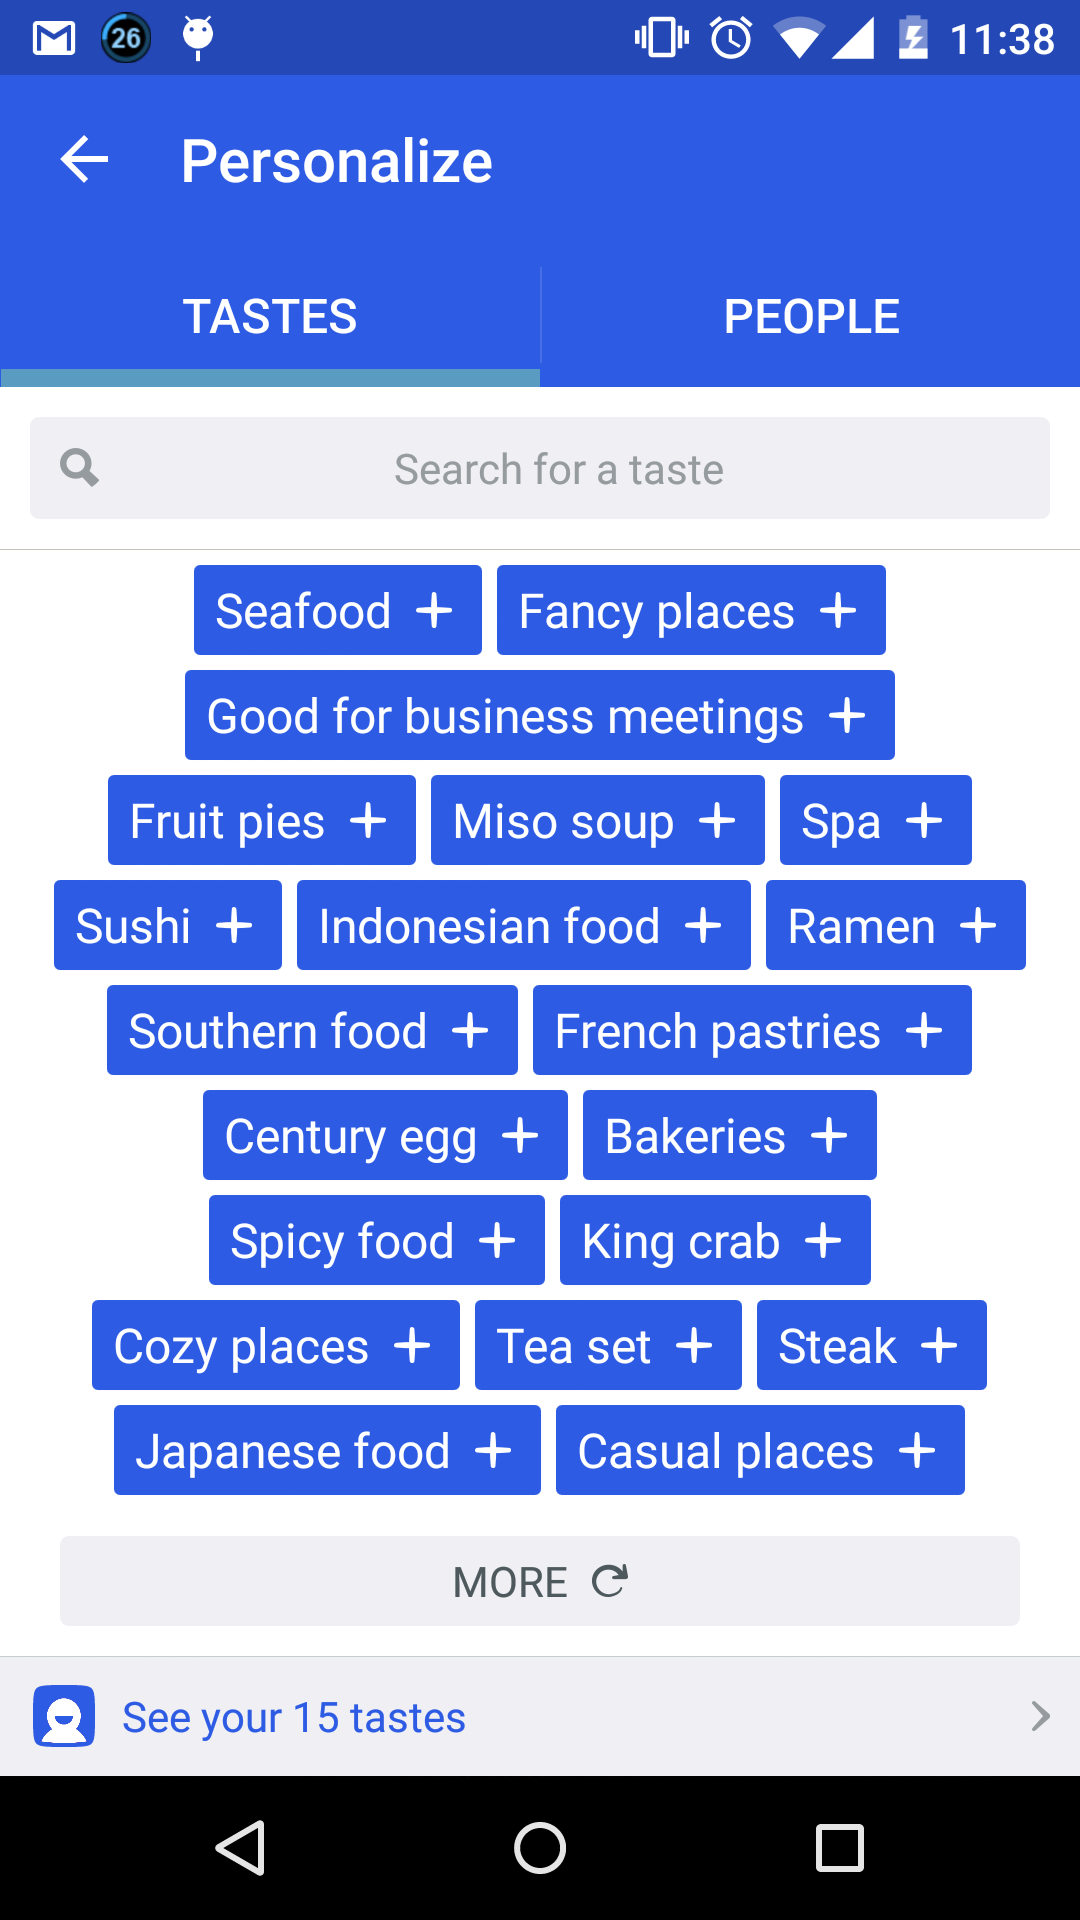 26 11:38
Personalize
TASTES PEOPLE
Search for a taste
Seafood + Fancy places +
Good for business meetings +
Fruit pies + Miso soup + Spa +
Sushi + Indonesian food + Ramen +
Southern food + French pastries +
Century egg + Bakeries +
Spicy food + King crab +
Cozy places + Tea set + Steak +
Japanese food + Casual places +
MORE
See your 15 tastes